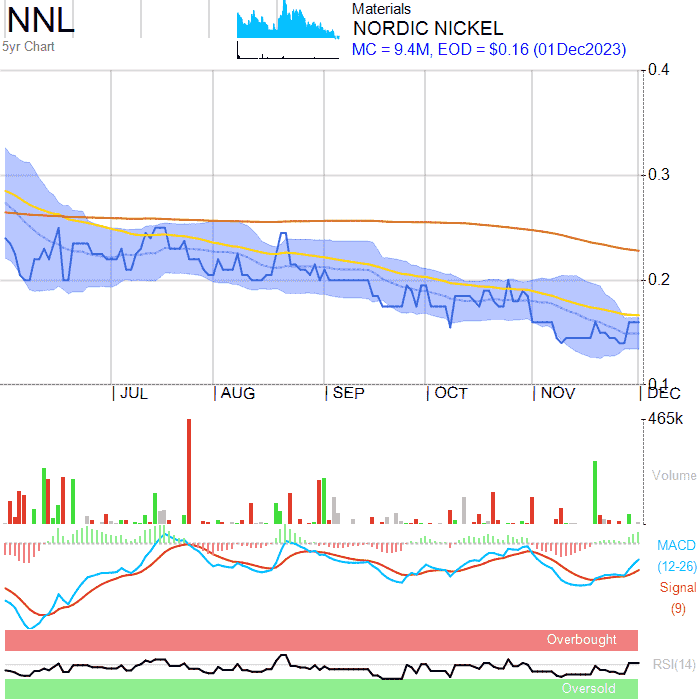 NNL
5yr Chart
Materials
NORDIC NICKEL
MC = 9.4M, EOD = $0.16 (01Dec2023)
0.4
0.3
0.2
0.1
JUL
AUG
SEP
OCT
NOV
DEC
465k
Volume
MACD
(12-26)
Signal
(9)
Overbought
RSI(14)
Oversold